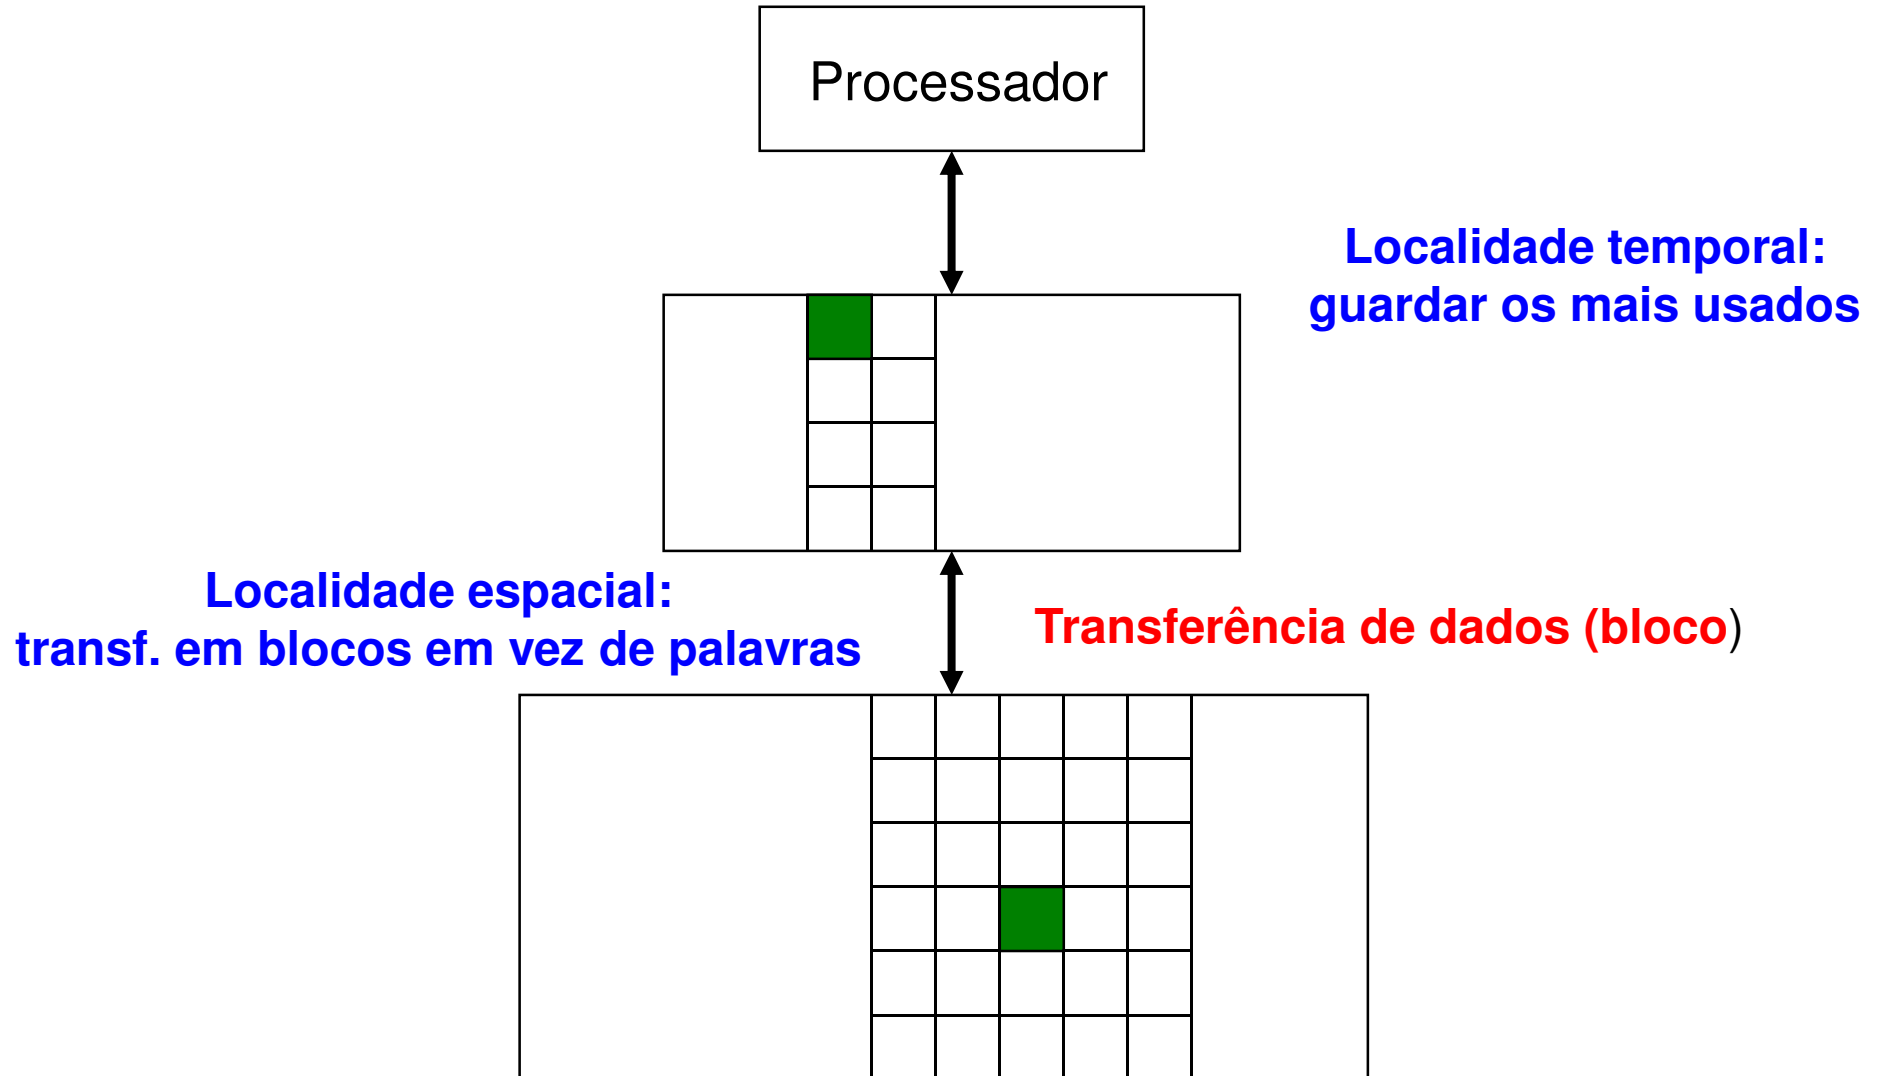 Processador
Localidade temporal:
guardar os mais usados
Localidade espacial:
transf. em blocos em vez de palavras
Transferência de dados (bloco)